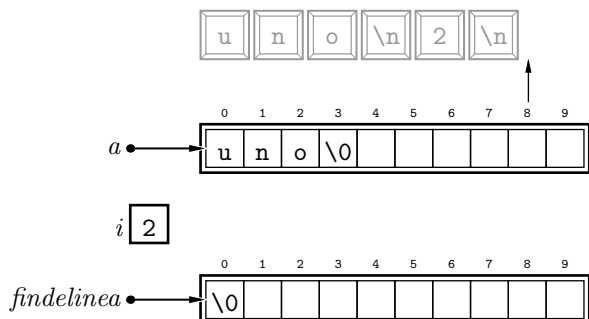 u n o \n 2 \n
0 1 2 3 4 5 6 7 8 9
a u n o \0
i 2
0 1 2 3 4 5 6 7 8 9
findelinea \0